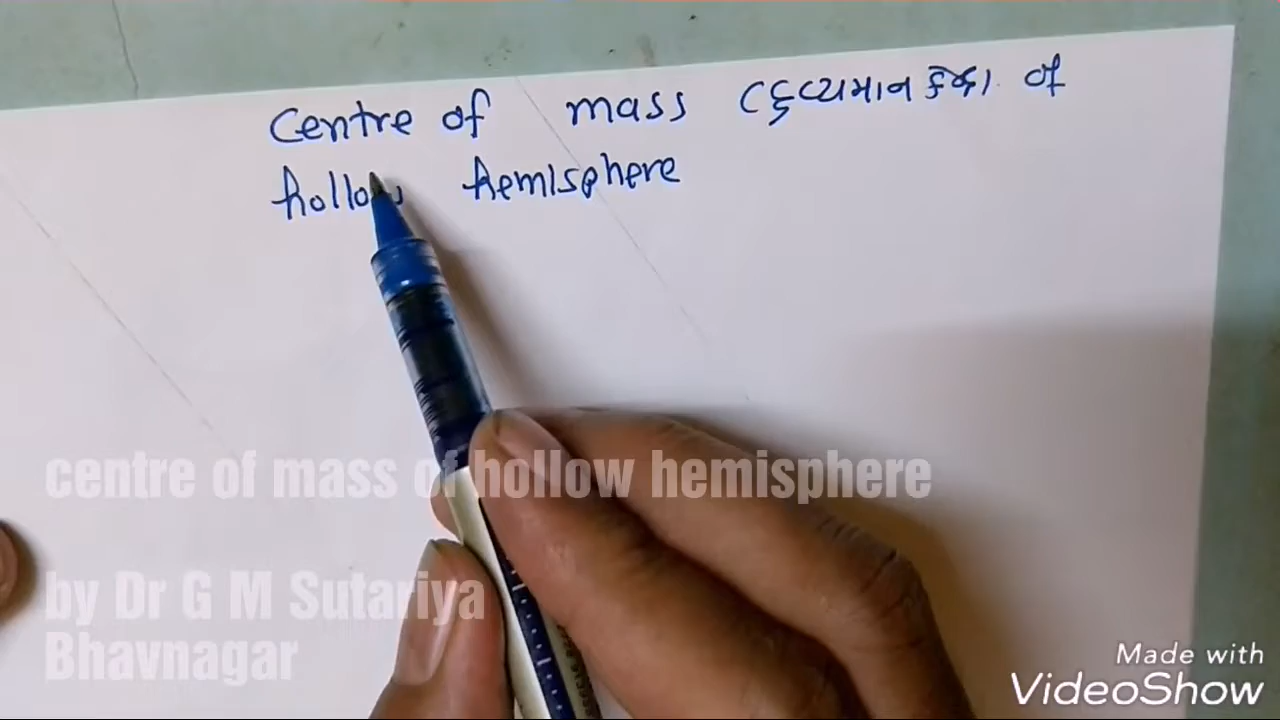 Centre of mass (દ્રવ્યમાન કેન્દ્ર) of
hollow hemisphere
centre of mass of hollow hemisphere
by Dr G M Sutariya
Bhavnagar
Made with
VideoShow